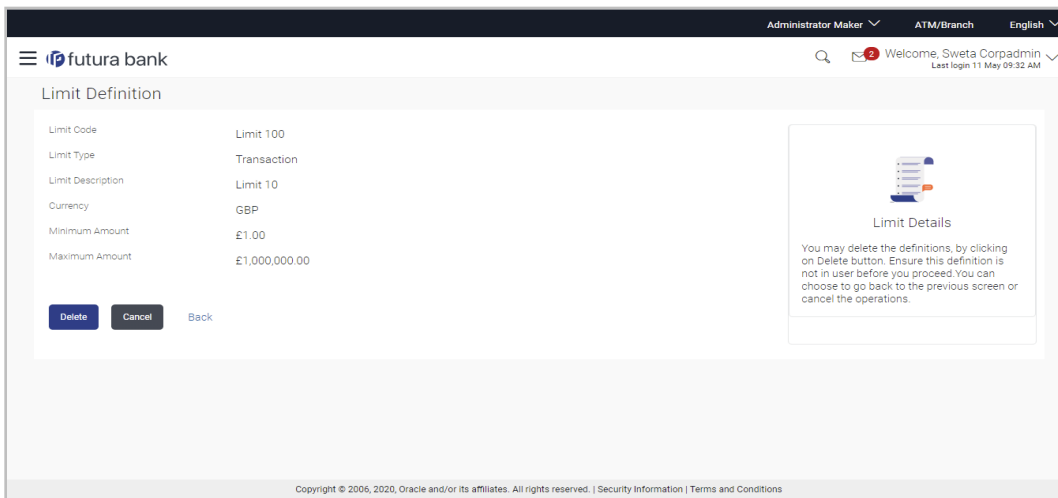 Administrator Maker ATM/Branch English
futura bank
2
Welcome, Sweta Corpadmin
Last login 11 May 09:32 AM
Limit Definition
Limit Code Limit 100
Limit Type Transaction
Limit Description Limit 10
Currency GBP
Minimum Amount £1.00
Maximum Amount £1,000,000.00
Delete Cancel Back
Limit Details
You may delete the definitions, by clicking
on Delete button. Ensure this definition is
not in user before you proceed.You can
choose to go back to the previous screen or
cancel the operations.
Copyright © 2006, 2020, Oracle and/or its affiliates. All rights reserved. | Security Information | Terms and Conditions